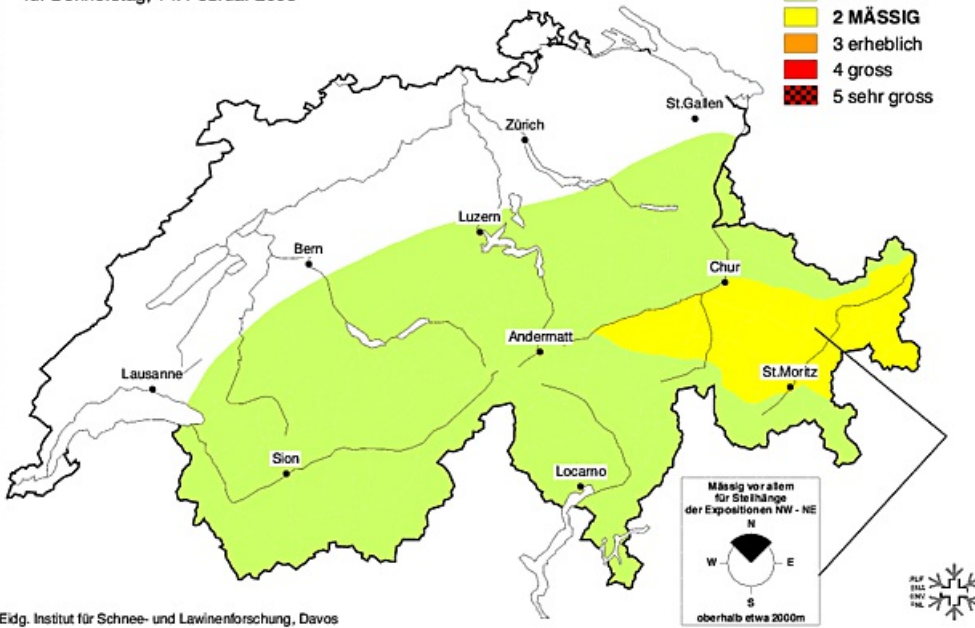 2 MÄSSIG
3 erheblich
4 gross
5 sehr gross
St.Gallen
Zürich
Luzern
Bern
Chur
Andermatt
Lausanne
St.Moritz
Sion
Locarno
Mässig vor allem
für Steilhänge
der Expositionen NW - NE
N
W
E
S
oberhalb etwa 2000m
SLF
Eidg. Institut für Schnee- und Lawinenforschung, Davos